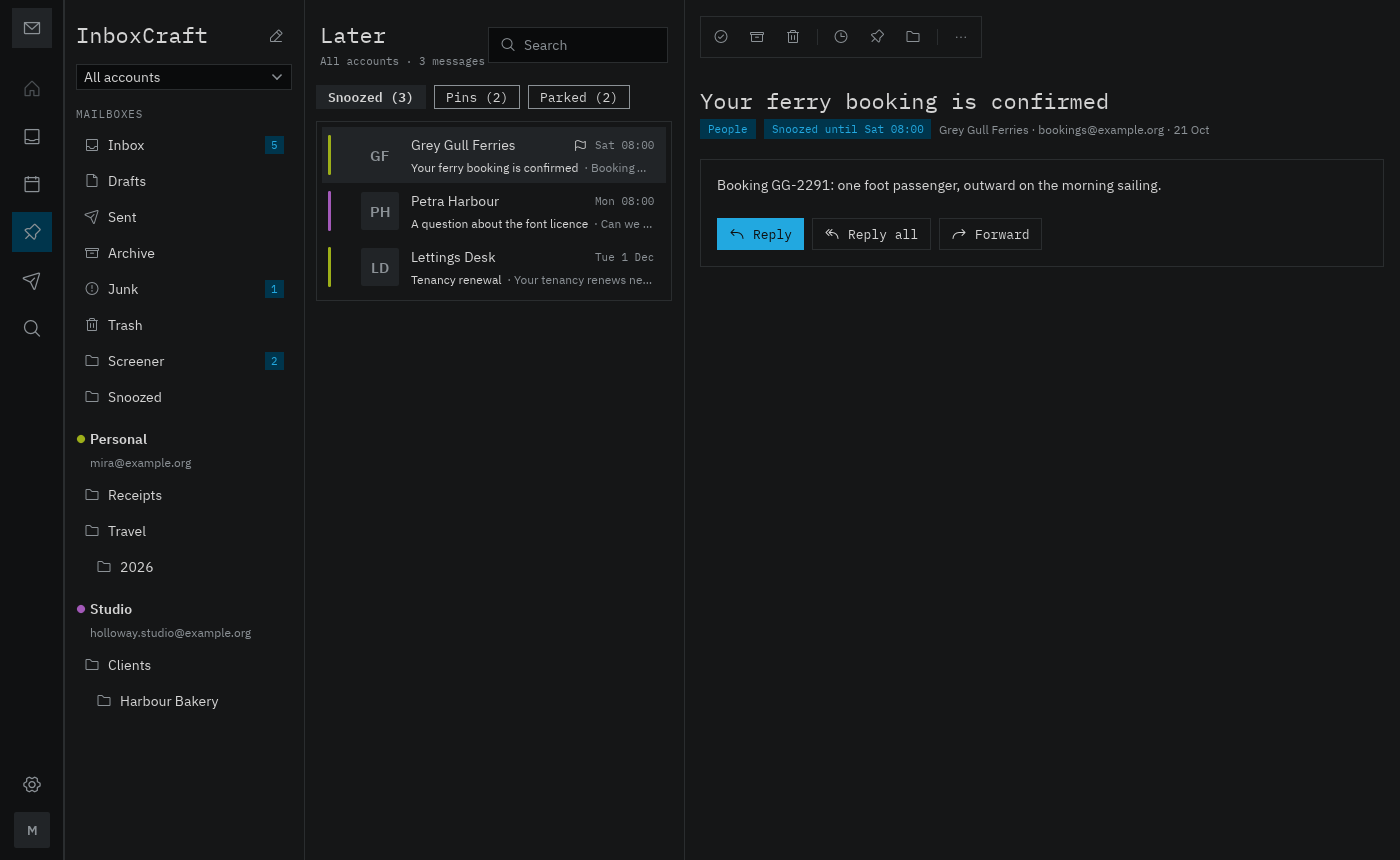 InboxCraft
All accounts
MAILBOXES
Inbox 5
Drafts
Sent
Archive
Junk 1
Trash
Screener 2
Snoozed
Personal
mira@example.org
Receipts
Travel
2026
Studio
holloway.studio@example.org
Clients
Harbour Bakery
M
Later
All accounts · 3 messages
Search
Snoozed (3) Pins (2) Parked (2)
GF Grey Gull Ferries Sat 08:00
Your ferry booking is confirmed · Booking…
PH Petra Harbour Mon 08:00
A question about the font licence · Can we …
LD Lettings Desk Tue 1 Dec
Tenancy renewal · Your tenancy renews ne…
Your ferry booking is confirmed
People Snoozed until Sat 08:00 Grey Gull Ferries · bookings@example.org · 21 Oct
Booking GG-2291: one foot passenger, outward on the morning sailing.
Reply Reply all Forward